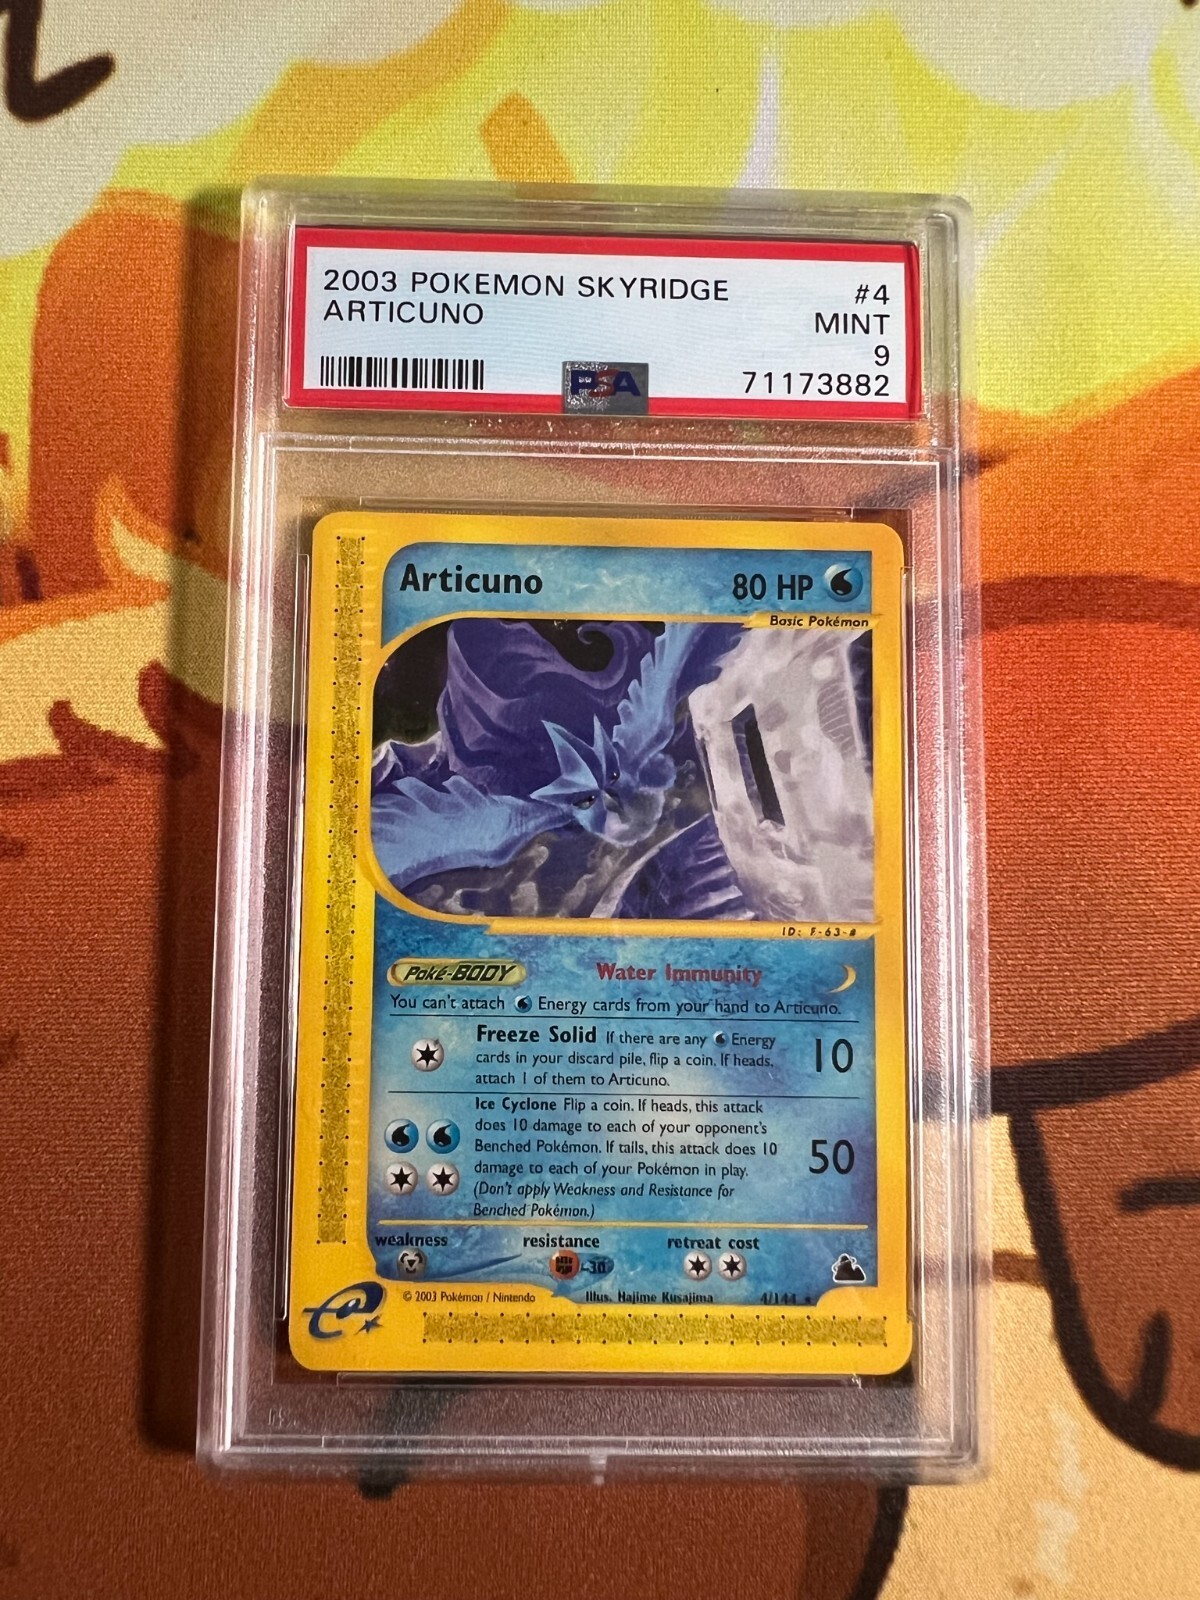 2003 POKEMON SKYRIDGE #4
ARTICUNO MINT
9
PSA 71173882
Articuno 80 HP
Basic Pokémon
ID: F-63-#
Poké-BODY Water Immunity
You can't attach Energy cards from your hand to Articuno.
Freeze Solid If there are any Energy
cards in your discard pile, flip a coin. If heads,
attach 1 of them to Articuno.
10
Ice Cyclone Flip a coin. If heads, this attack
does 10 damage to each of your opponent's
Benched Pokémon. If tails, this attack does 10
damage to each of your Pokémon in play.
(Don't apply Weakness and Resistance for
Benched Pokémon.)
50
weakness resistance retreat cost
-30
e
© 2003 Pokémon / Nintendo Illus. Hajime Kusajima 4/144 ★